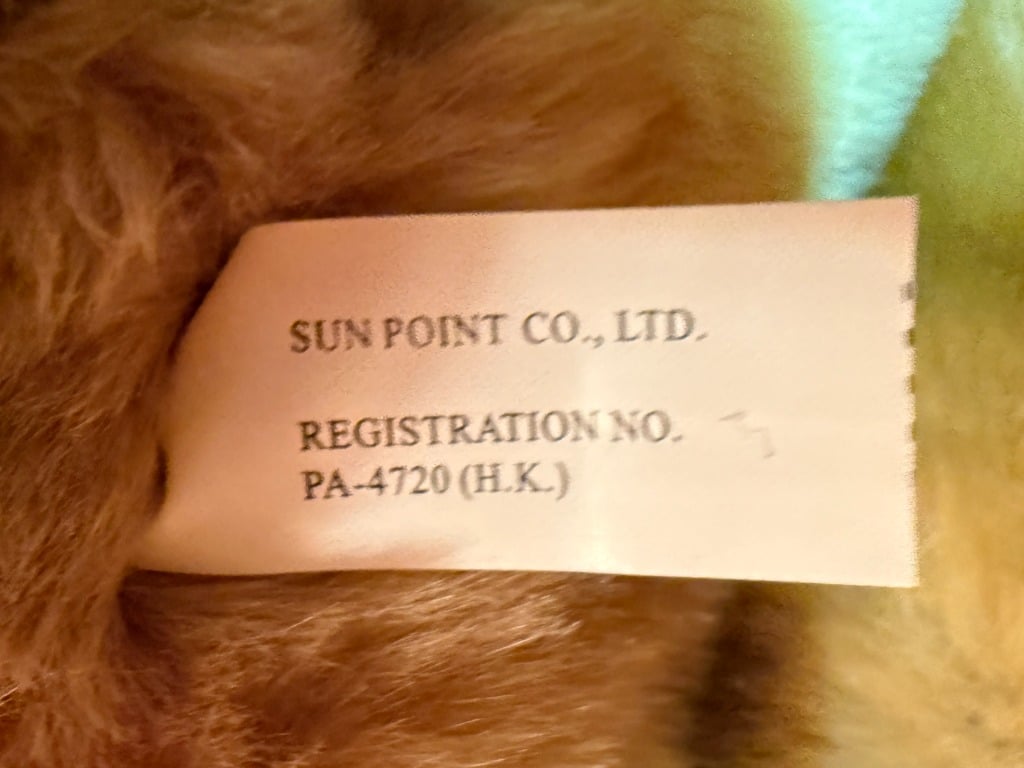 SUN POINT CO., LTD.
REGISTRATION NO.
PA-4720 (H.K.)